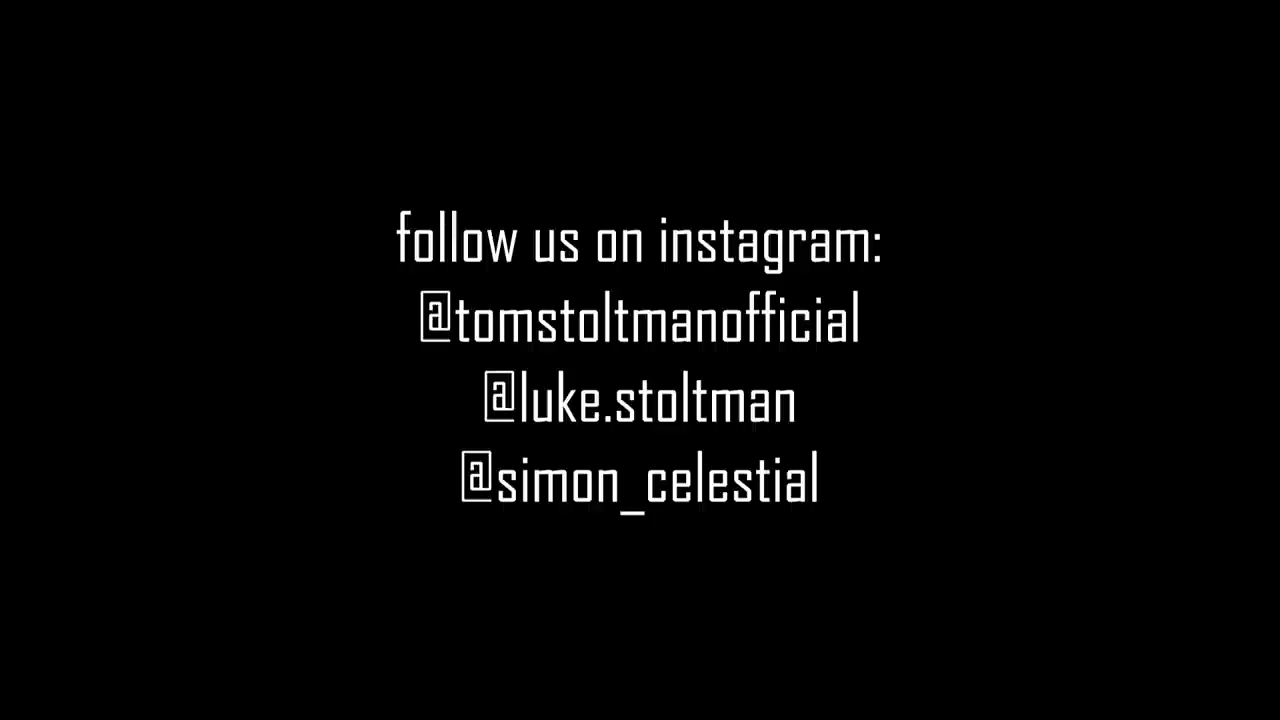 follow us on instagram:
@tomstoltmanofficial
@luke.stoltman
@simon_celestial